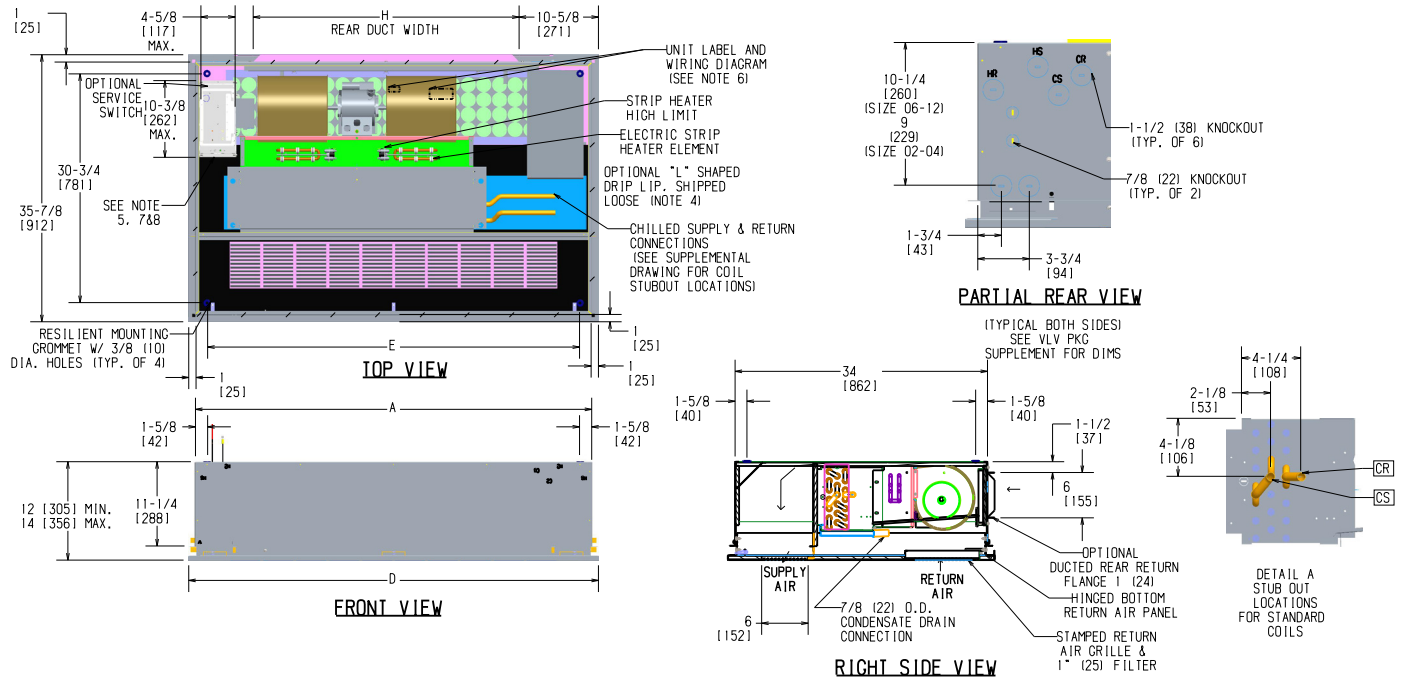 1
[25]
4-5/8
[117]
MAX.
H
REAR DUCT WIDTH
10-5/8
[271]
OPTIONAL
SERVICE
SWITCH
10-3/8
[262]
MAX.
30-3/4
[781]
35-7/8
[912]
SEE NOTE
5, 7&8
UNIT LABEL AND
WIRING DIAGRAM
(SEE NOTE 6)
STRIP HEATER
HIGH LIMIT
ELECTRIC STRIP
HEATER ELEMENT
OPTIONAL "L" SHAPED
DRIP LIP. SHIPPED
LOOSE (NOTE 4)
CHILLED SUPPLY & RETURN
CONNECTIONS
(SEE SUPPLEMENTAL
DRAWING FOR COIL
STUBOUT LOCATIONS)
RESILIENT MOUNTING
GROMMET W/ 3/8 (10)
DIA. HOLES (TYP. OF 4)
E
1
[25]
1
[25]
1
[25]
TOP VIEW
A
1-5/8
[42]
1-5/8
[42]
12 [305] MIN.
14 [356] MAX.
11-1/4
[288]
D
FRONT VIEW
10-1/4
[260]
(SIZE 06-12)
9
(229)
(SIZE 02-04)
HS
HR
CS
CR
1-1/2 (38) KNOCKOUT
(TYP. OF 6)
7/8 (22) KNOCKOUT
(TYP. OF 2)
1-3/4
[43]
3-3/4
[94]
PARTIAL REAR VIEW
(TYPICAL BOTH SIDES)
SEE VLV PKG
SUPPLEMENT FOR DIMS
34
[862]
1-5/8
[40]
1-5/8
[40]
1-1/2
[37]
6
[155]
SUPPLY
AIR
RETURN
AIR
6
[152]
7/8 (22) O.D.
CONDENSATE DRAIN
CONNECTION
OPTIONAL
DUCTED REAR RETURN
FLANGE 1 (24)
HINGED BOTTOM
RETURN AIR PANEL
STAMPED RETURN
AIR GRILLE &
1" (25) FILTER
RIGHT SIDE VIEW
4-1/4
[108]
2-1/8
[53]
4-1/8
[106]
CR
CS
DETAIL A
STUB OUT
LOCATIONS
FOR STANDARD
COILS